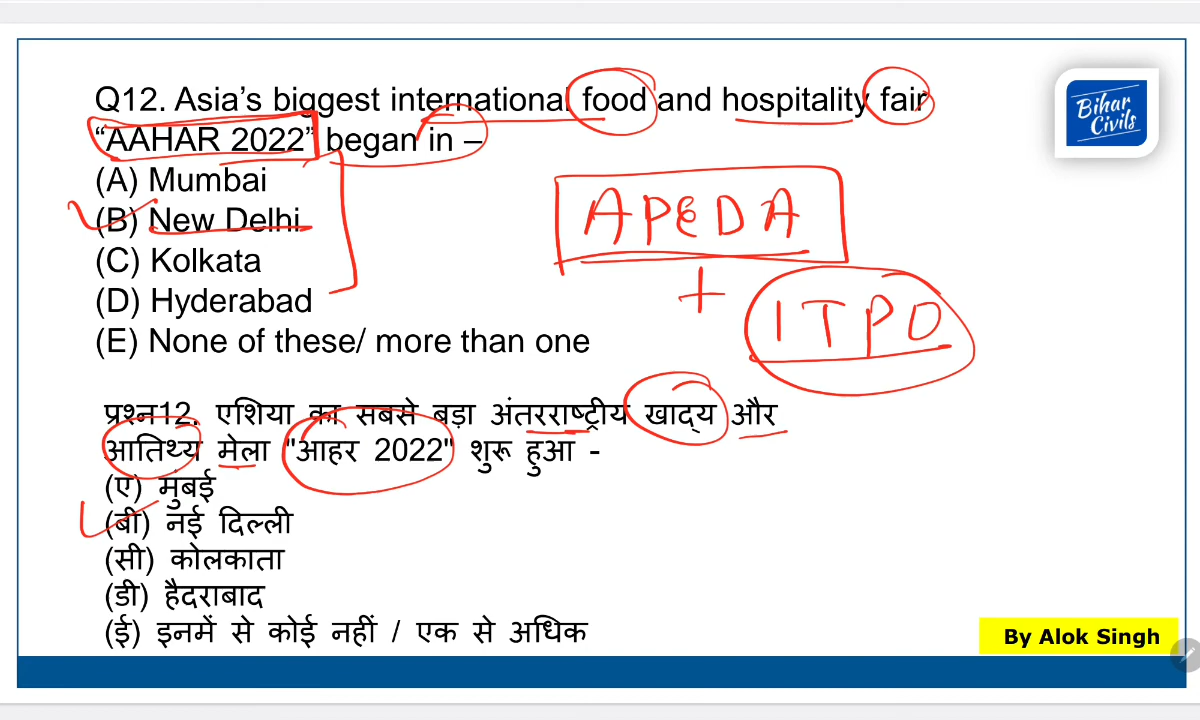 Q12. Asia's biggest international food and hospitality fair
“AAHAR 2022” began in –
(A) Mumbai
(B) New Delhi
(C) Kolkata
(D) Hyderabad
(E) None of these/ more than one
APEDA
+
ITPO
प्रश्न12. एशिया का सबसे बड़ा अंतरराष्ट्रीय खाद्य और
आतिथ्य मेला "आहर 2022" शुरू हुआ -
(ए) मुंबई
(बी) नई दिल्ली
(सी) कोलकाता
(डी) हैदराबाद
(ई) इनमें से कोई नहीं / एक से अधिक
Bihar
Civils
By Alok Singh